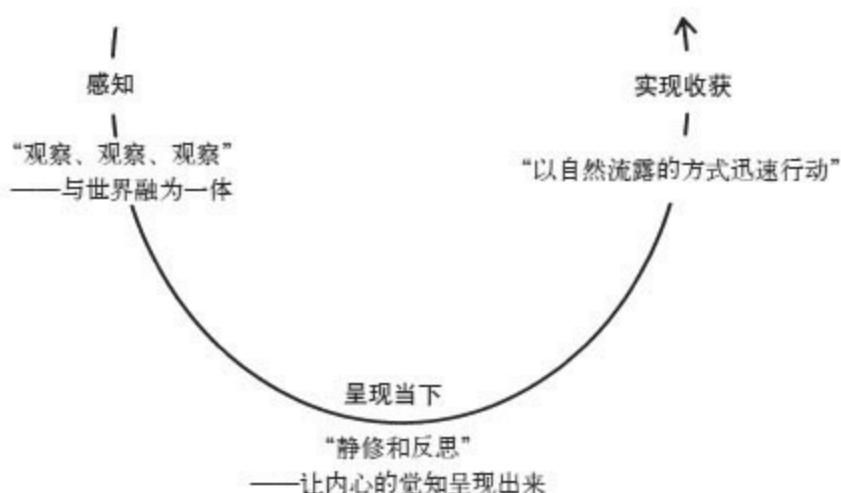 感知
“观察、观察、观察”
——与世界融为一体
实现收获
“以自然流露的方式迅速行动”
呈现当下
“静修和反思”
——让内心的觉知呈现出来